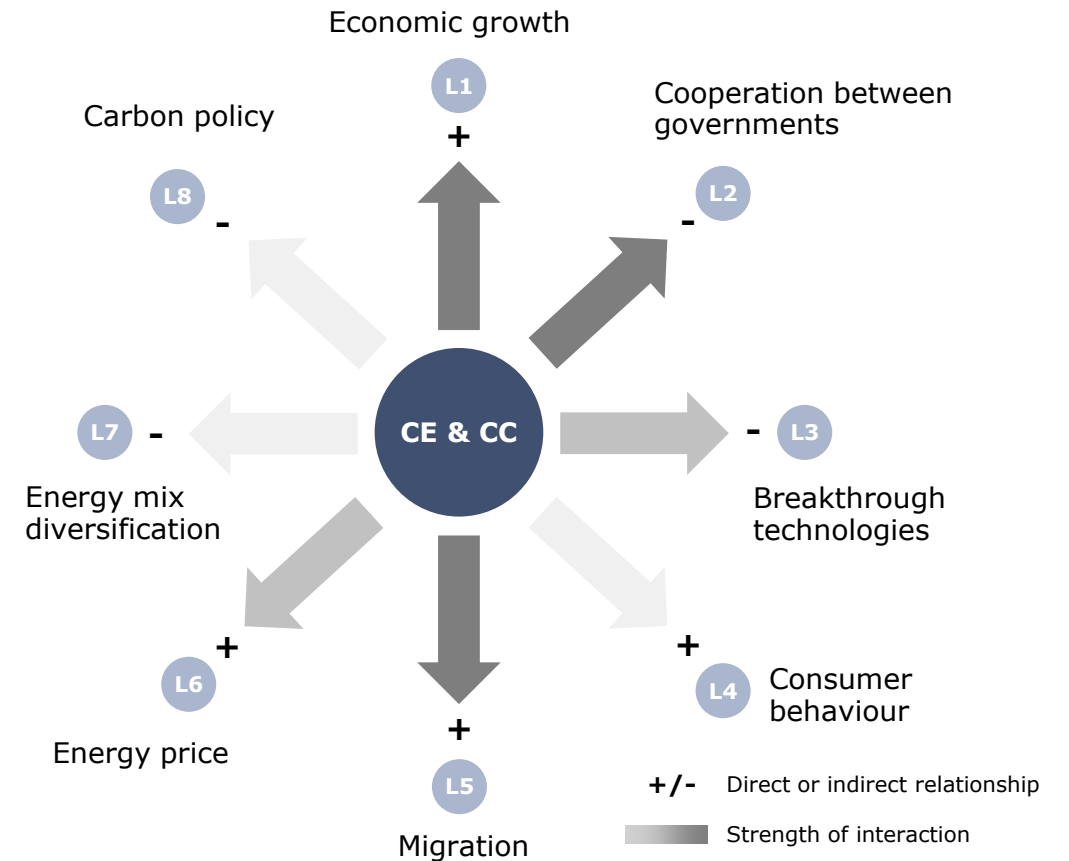 Economic growth
L1
+
Cooperation between
governments
L2
-
Carbon policy
L8
-
CE & CC
L7
-
Energy mix
diversification
-
L3
Breakthrough
technologies
+
L6
Energy price
+
L4
Consumer
behaviour
+
L5
Migration
+/- Direct or indirect relationship
Strength of interaction